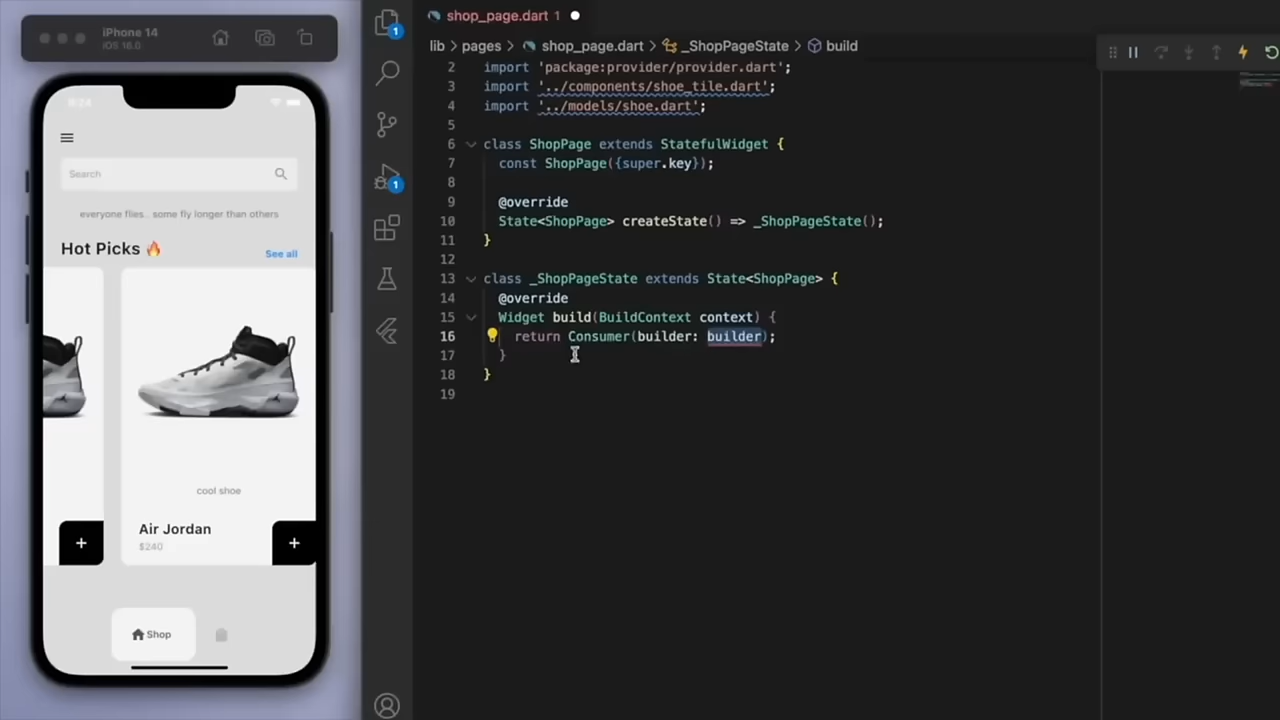 iPhone 14
iOS 16.0
Search
everyone flies.. some fly longer than others
Hot Picks 🔥
See all
cool shoe
Air Jordan
$240
+
+
Shop
1
1
shop_page.dart 1
lib > pages > shop_page.dart > _ShopPageState > build
2 import 'package:provider/provider.dart';
3 import '../components/shoe_tile.dart';
4 import '../models/shoe.dart';
5
6 class ShopPage extends StatefulWidget {
7 const ShopPage({super.key});
8
9 @override
10 State<ShopPage> createState() => _ShopPageState();
11 }
12
13 class _ShopPageState extends State<ShopPage> {
14 @override
15 Widget build(BuildContext context) {
16 return Consumer(builder: builder);
17 }
18 }
19